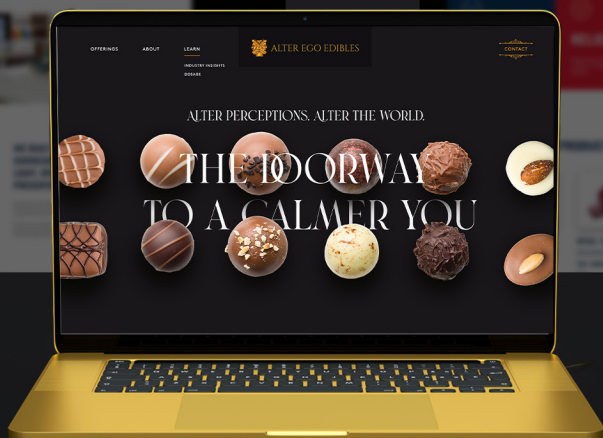 OFFERINGS
ABOUT
LEARN
INDUSTRY INSIGHTS
DOSAGE
ALTER EGO EDIBLES
CONTACT
ALTER PERCEPTIONS. ALTER THE WORLD.
THE DOORWAY
TO A CALMER YOU